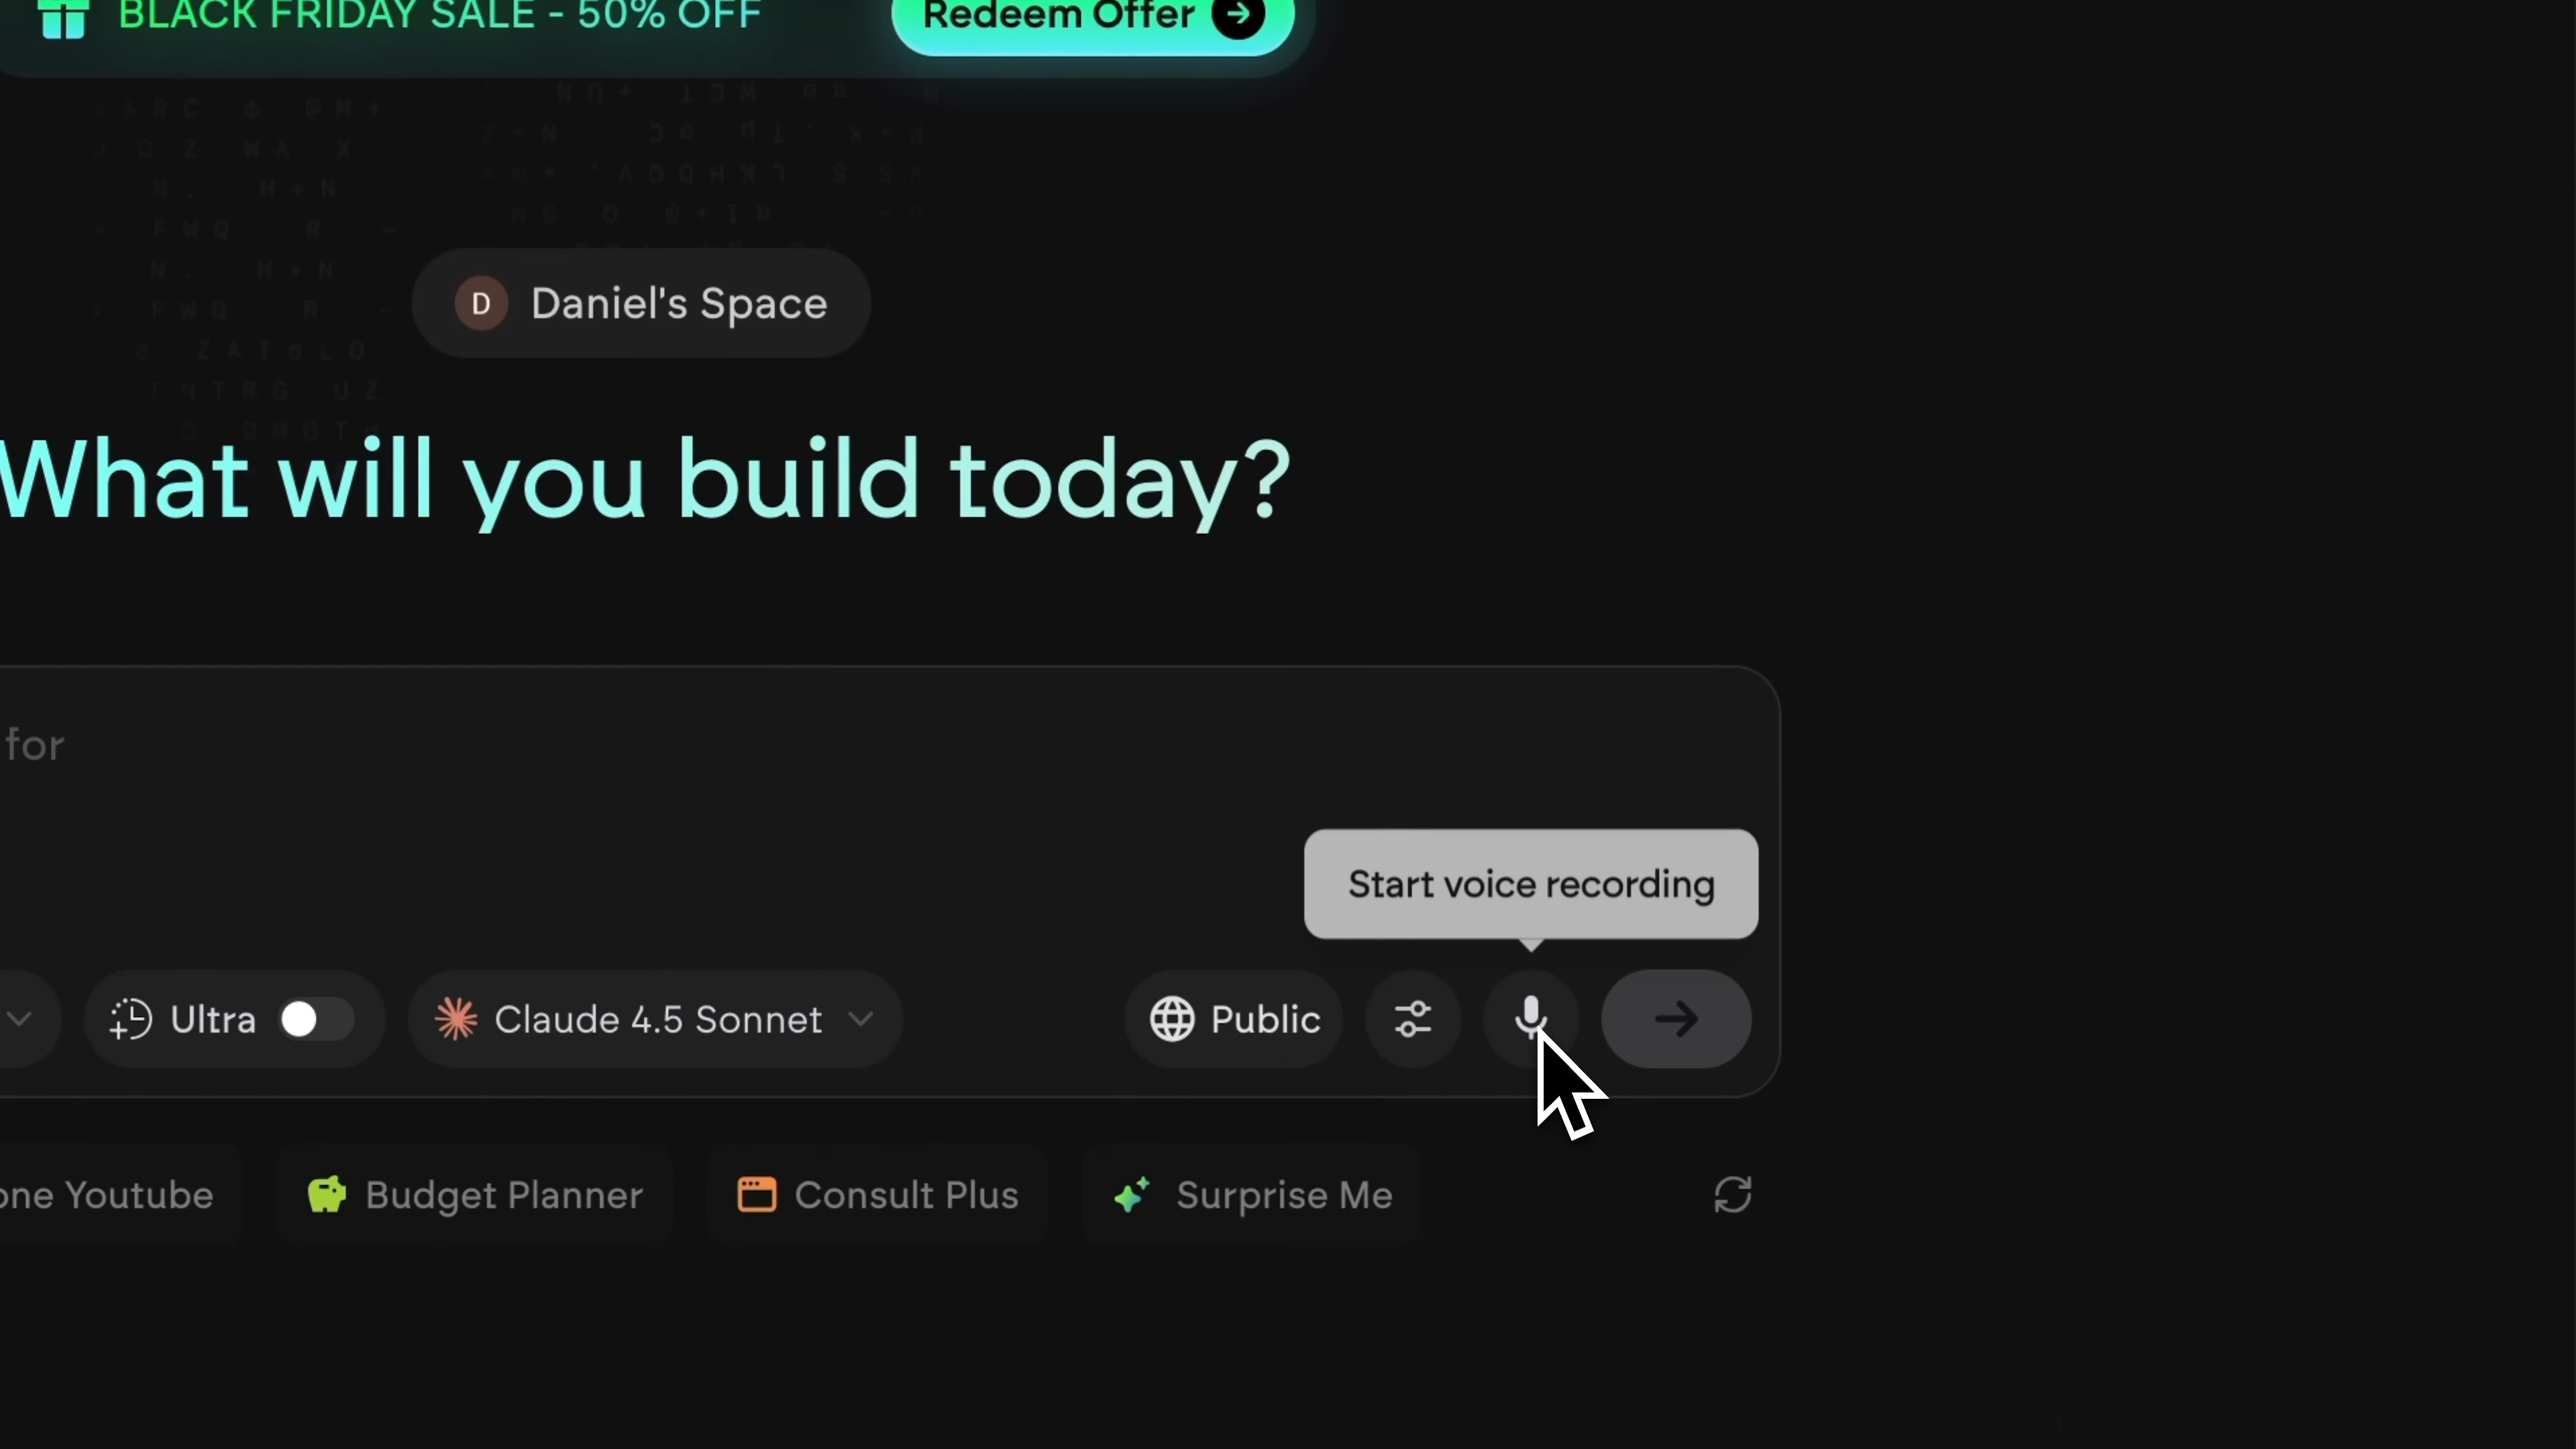 BLACK FRIDAY SALE - 50% OFF
Redeem Offer
D
Daniel's Space
What will you build today?
for
Start voice recording
Ultra
Claude 4.5 Sonnet
Public
one Youtube
Budget Planner
Consult Plus
Surprise Me